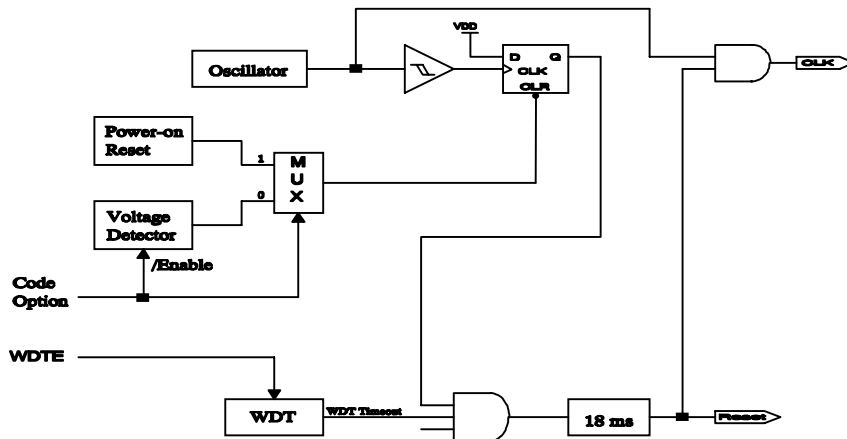 VDD
D Q
CLK
CLR
Oscillator
CLK
Power-on
Reset
1
M
U
X
0
Voltage
Detector
/Enable
Code
Option
WDTE
WDT
WDT Timeout
18 ms
Reset